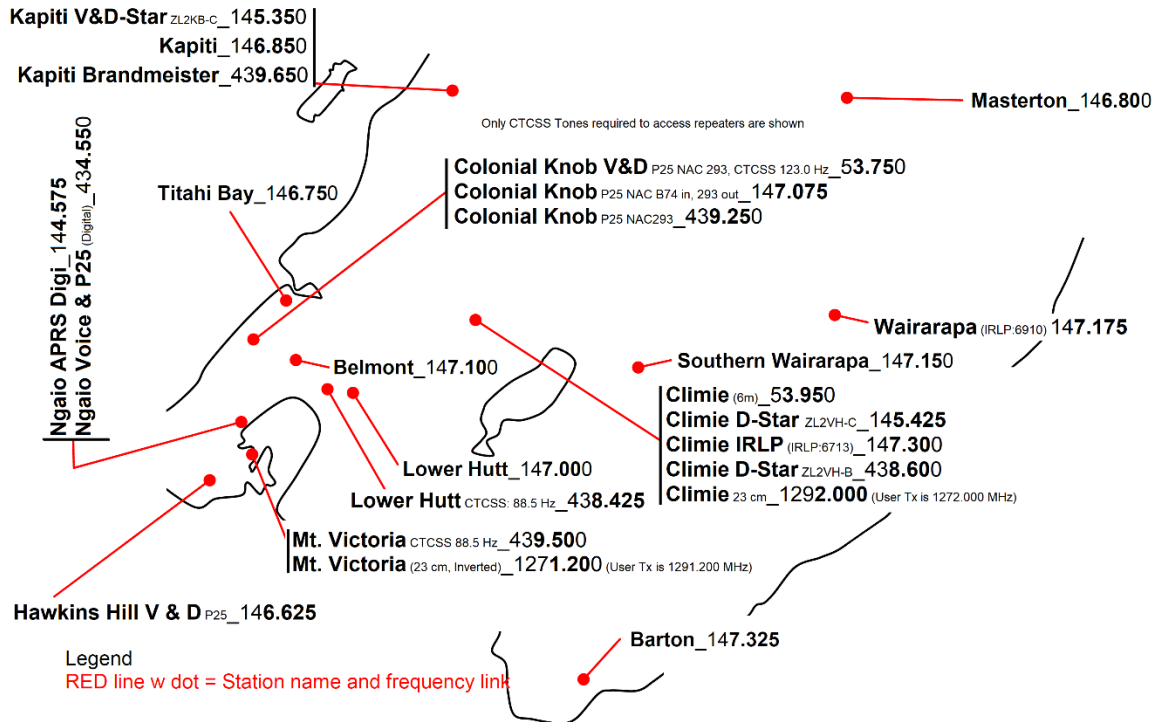 Kapiti V&D-Star ZL2KB-C_145.350
Kapiti_146.850
Kapiti Brandmeister_439.650
Masterton_146.800
Only CTCSS Tones required to access repeaters are shown
Ngaio APRS Digi_144.575
Ngaio Voice & P25 (Digital)_434.550
Titahi Bay_146.750
Colonial Knob V&D P25 NAC 293, CTCSS 123.0 Hz_53.750
Colonial Knob P25 NAC B74 in, 293 out_147.075
Colonial Knob P25 NAC293_439.250
Wairarapa (IRLP:6910) 147.175
Belmont_147.100
Southern Wairarapa_147.150
Climie (6m)_53.950
Climie D-Star ZL2VH-C_145.425
Climie IRLP (IRLP:6713)_147.300
Climie D-Star ZL2VH-B_438.600
Climie 23 cm_1292.000 (User Tx is 1272.000 MHz)
Lower Hutt_147.000
Lower Hutt CTCSS: 88.5 Hz_438.425
Mt. Victoria CTCSS 88.5 Hz_439.500
Mt. Victoria (23 cm, Inverted)_1271.200 (User Tx is 1291.200 MHz)
Hawkins Hill V & D P25_146.625
Barton_147.325
Legend
RED line w dot = Station name and frequency link